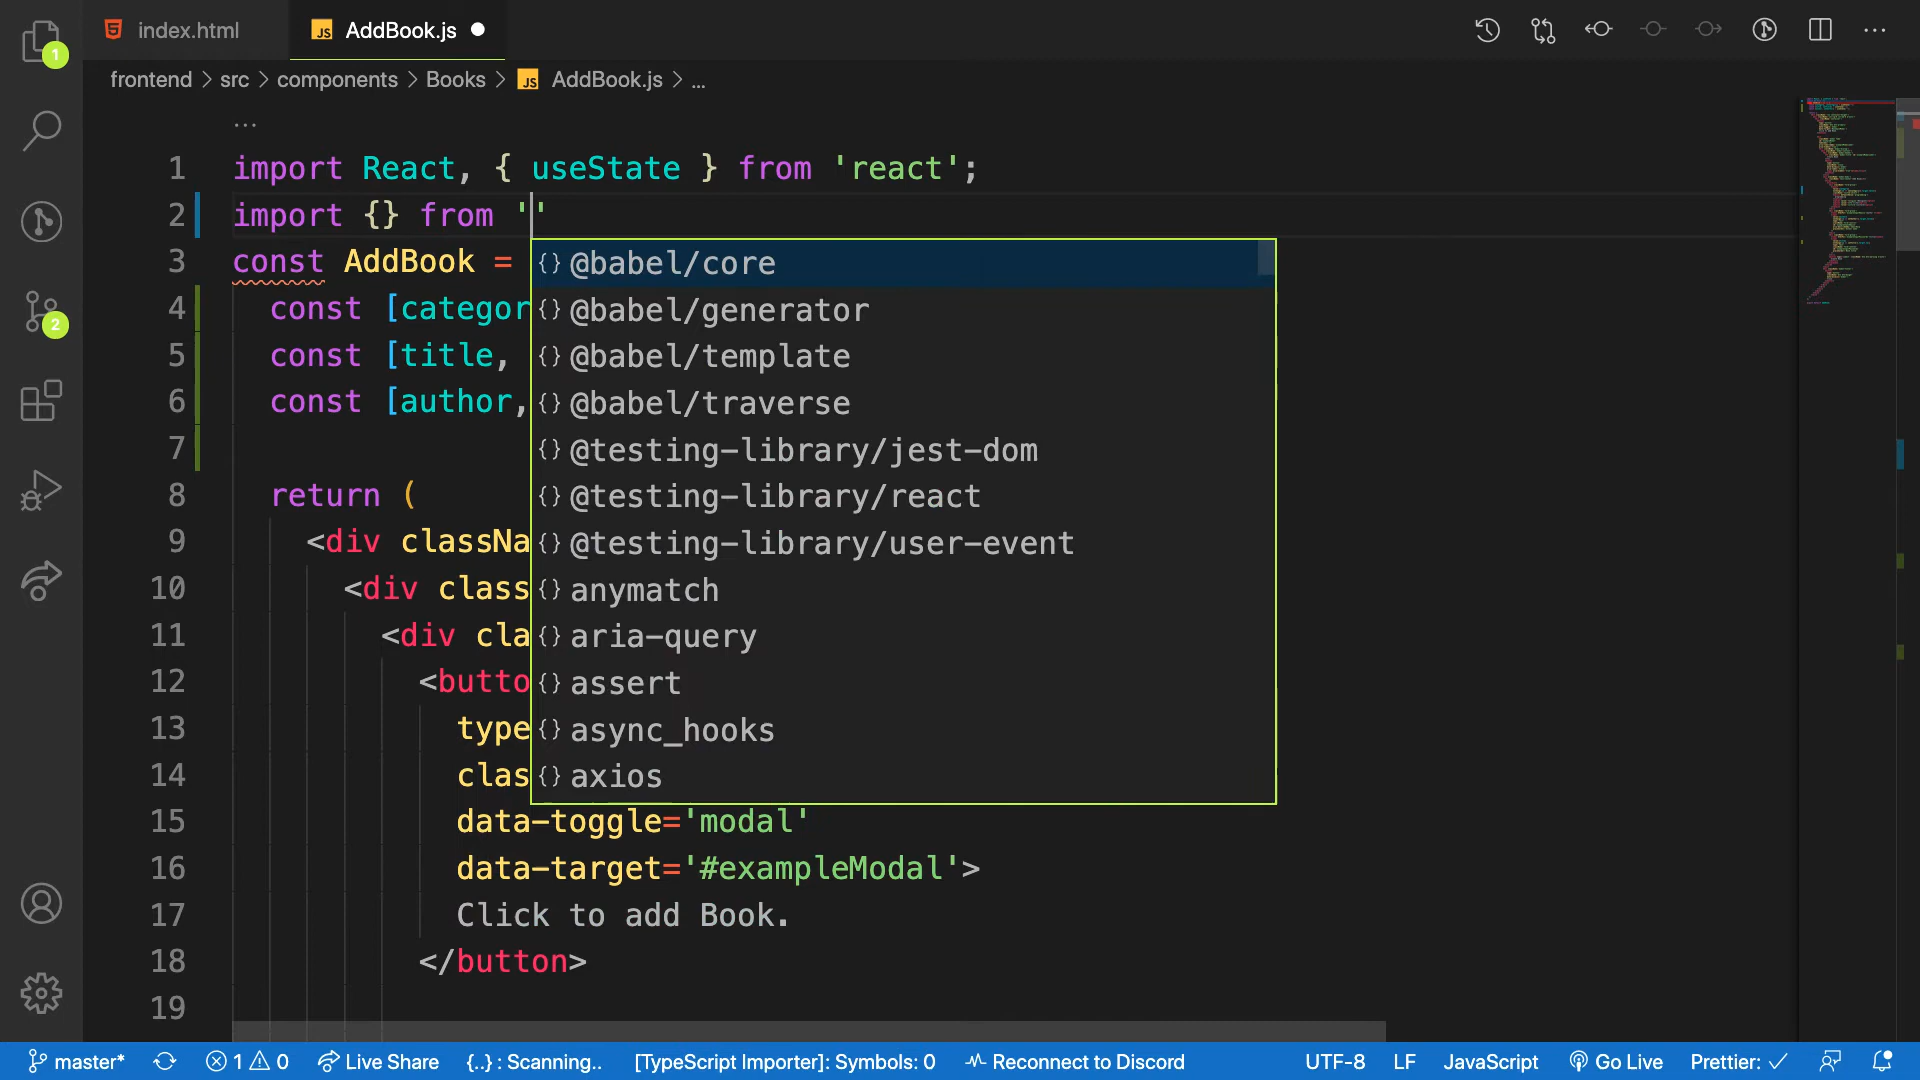 index.html
AddBook.js
frontend > src > components > Books > AddBook.js > ...
...
1 import React, { useState } from 'react';
2 import {} from ''
3 const AddBook =
4 const [categor
5 const [title,
6 const [author,
7
8 return (
9 <div classNa
10 <div class
11 <div cla
12 <butto
13 type
14 clas
15 data-toggle='modal'
16 data-target='#exampleModal'>
17 Click to add Book.
18 </button>
19
@babel/core
@babel/generator
@babel/template
@babel/traverse
@testing-library/jest-dom
@testing-library/react
@testing-library/user-event
anymatch
aria-query
assert
async_hooks
axios
1
2
master* 1 0 Live Share {..} : Scanning.. [TypeScript Importer]: Symbols: 0 Reconnect to Discord UTF-8 LF JavaScript Go Live Prettier: ✓